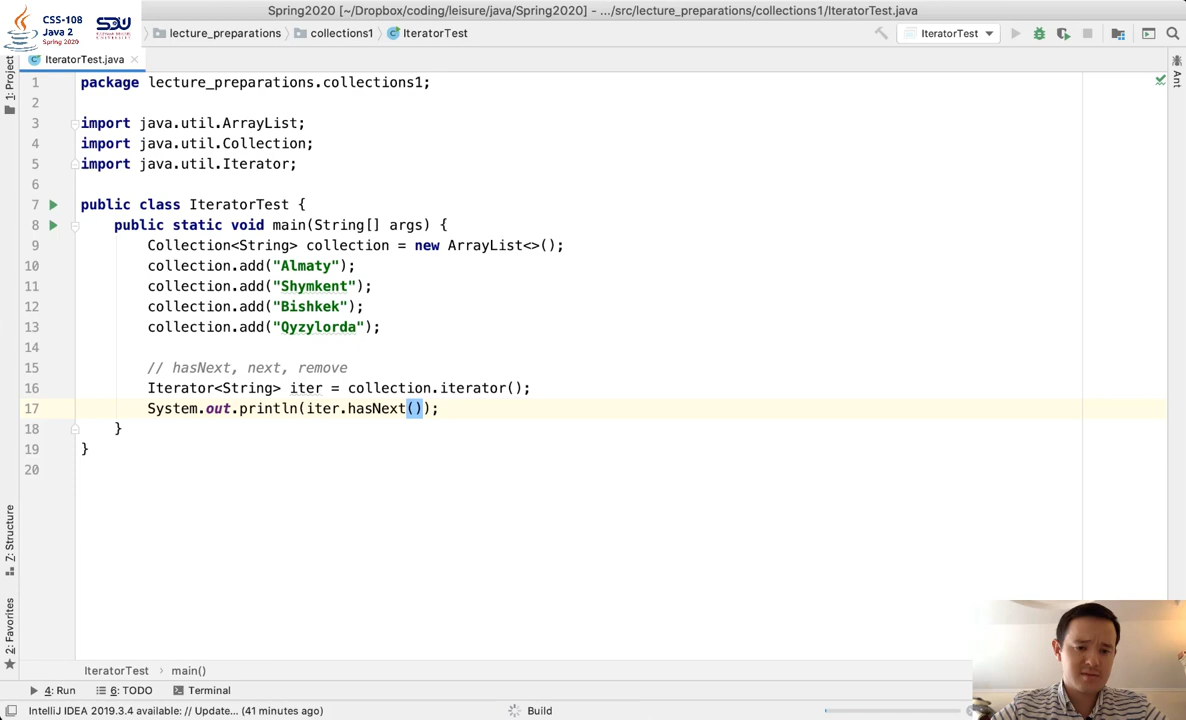 Spring2020 [~/Dropbox/coding/leisure/java/Spring2020] - .../src/lecture_preparations/collections1/IteratorTest.java
CSS-108
Java 2
Spring 2020
SDU
lecture_preparations
collections1
IteratorTest
IteratorTest
IteratorTest.java
1: Project
Ant
1 package lecture_preparations.collections1;
2
3 import java.util.ArrayList;
4 import java.util.Collection;
5 import java.util.Iterator;
6
7 public class IteratorTest {
8 public static void main(String[] args) {
9 Collection<String> collection = new ArrayList<>();
10 collection.add("Almaty");
11 collection.add("Shymkent");
12 collection.add("Bishkek");
13 collection.add("Qyzylorda");
14
15 // hasNext, next, remove
16 Iterator<String> iter = collection.iterator();
17 System.out.println(iter.hasNext());
18 }
19 }
20
7: Structure
2: Favorites
IteratorTest › main()
4: Run
6: TODO
Terminal
IntelliJ IDEA 2019.3.4 available: // Update... (41 minutes ago)
Build